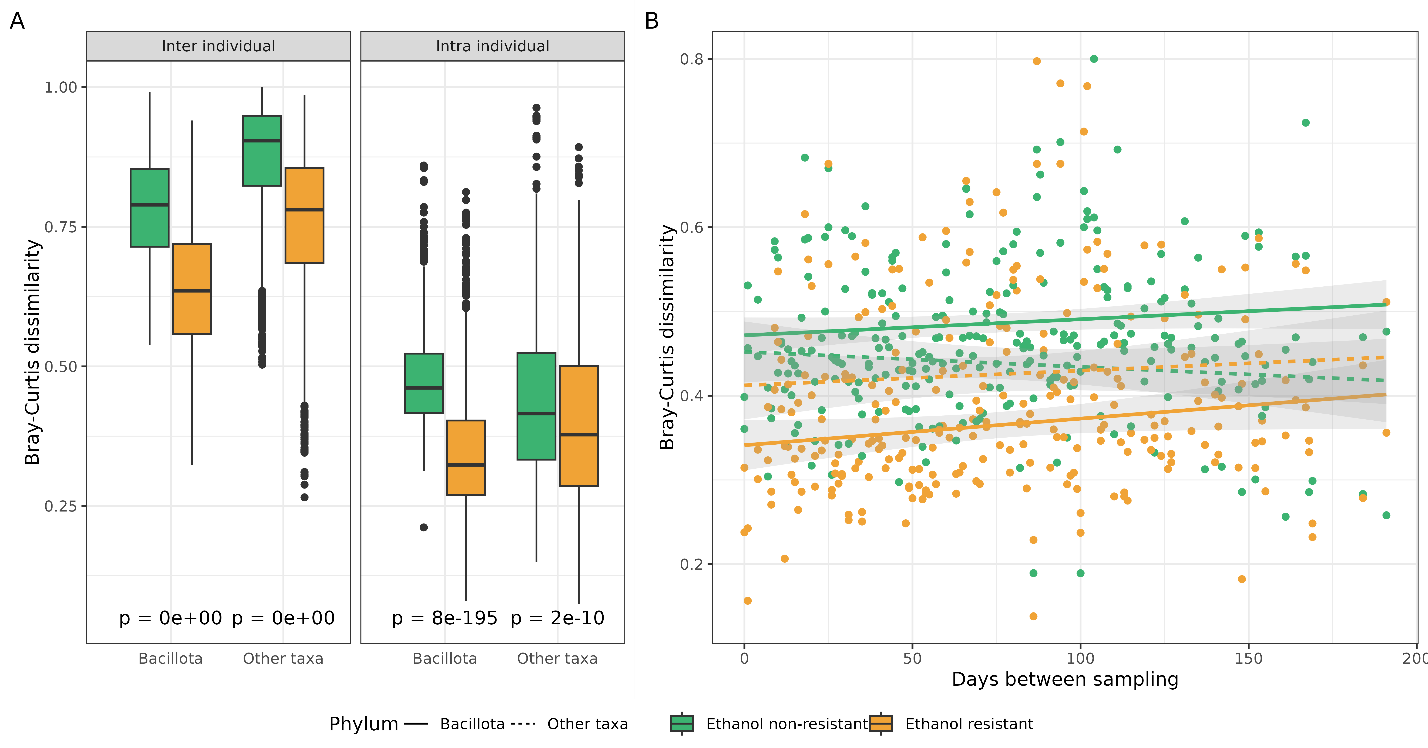 A
B
Inter individual
Intra individual
Bray-Curtis dissimilarity
1.00
0.75
0.50
0.25
p = 0e+00 p = 0e+00
p = 8e-195 p = 2e-10
Bacillota Other taxa
Bacillota Other taxa
Bray-Curtis dissimilarity
0.8
0.6
0.4
0.2
0 50 100 150 200
Days between sampling
Phylum Bacillota Other taxa Ethanol non-resistant Ethanol resistant